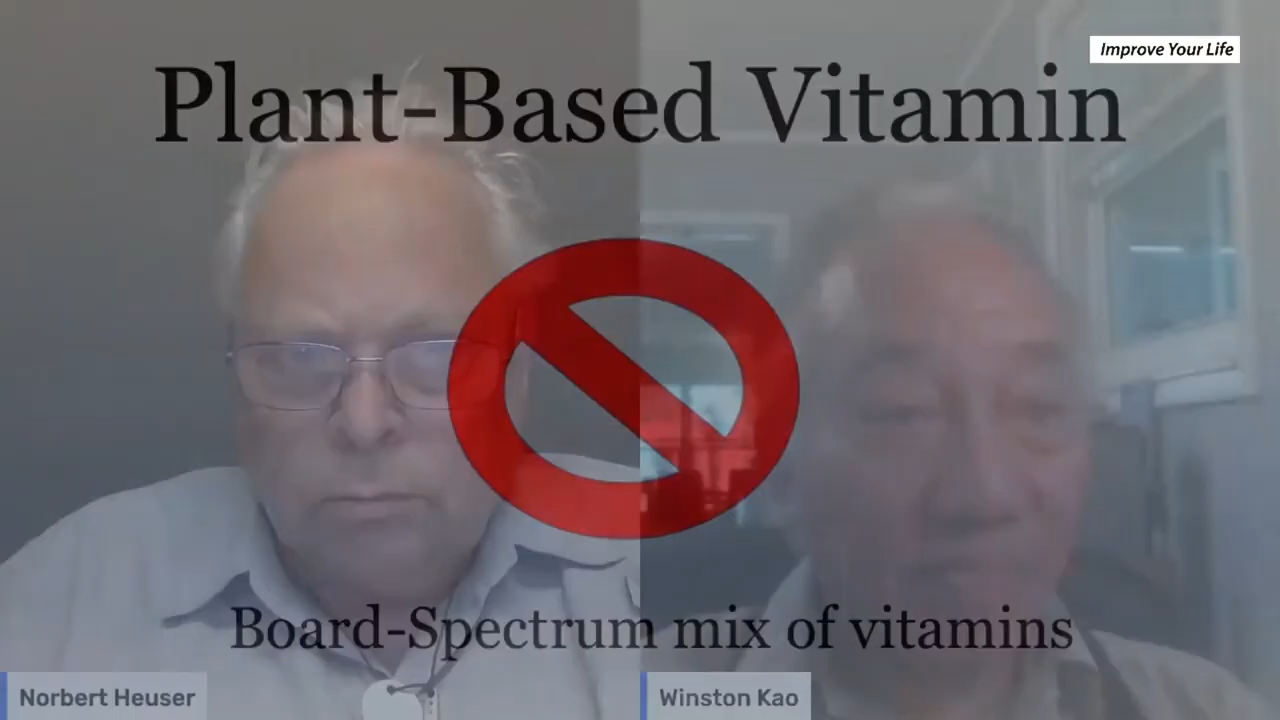 Improve Your Life
Plant-Based Vitamin
Board-Spectrum mix of vitamins
Norbert Heuser
Winston Kao